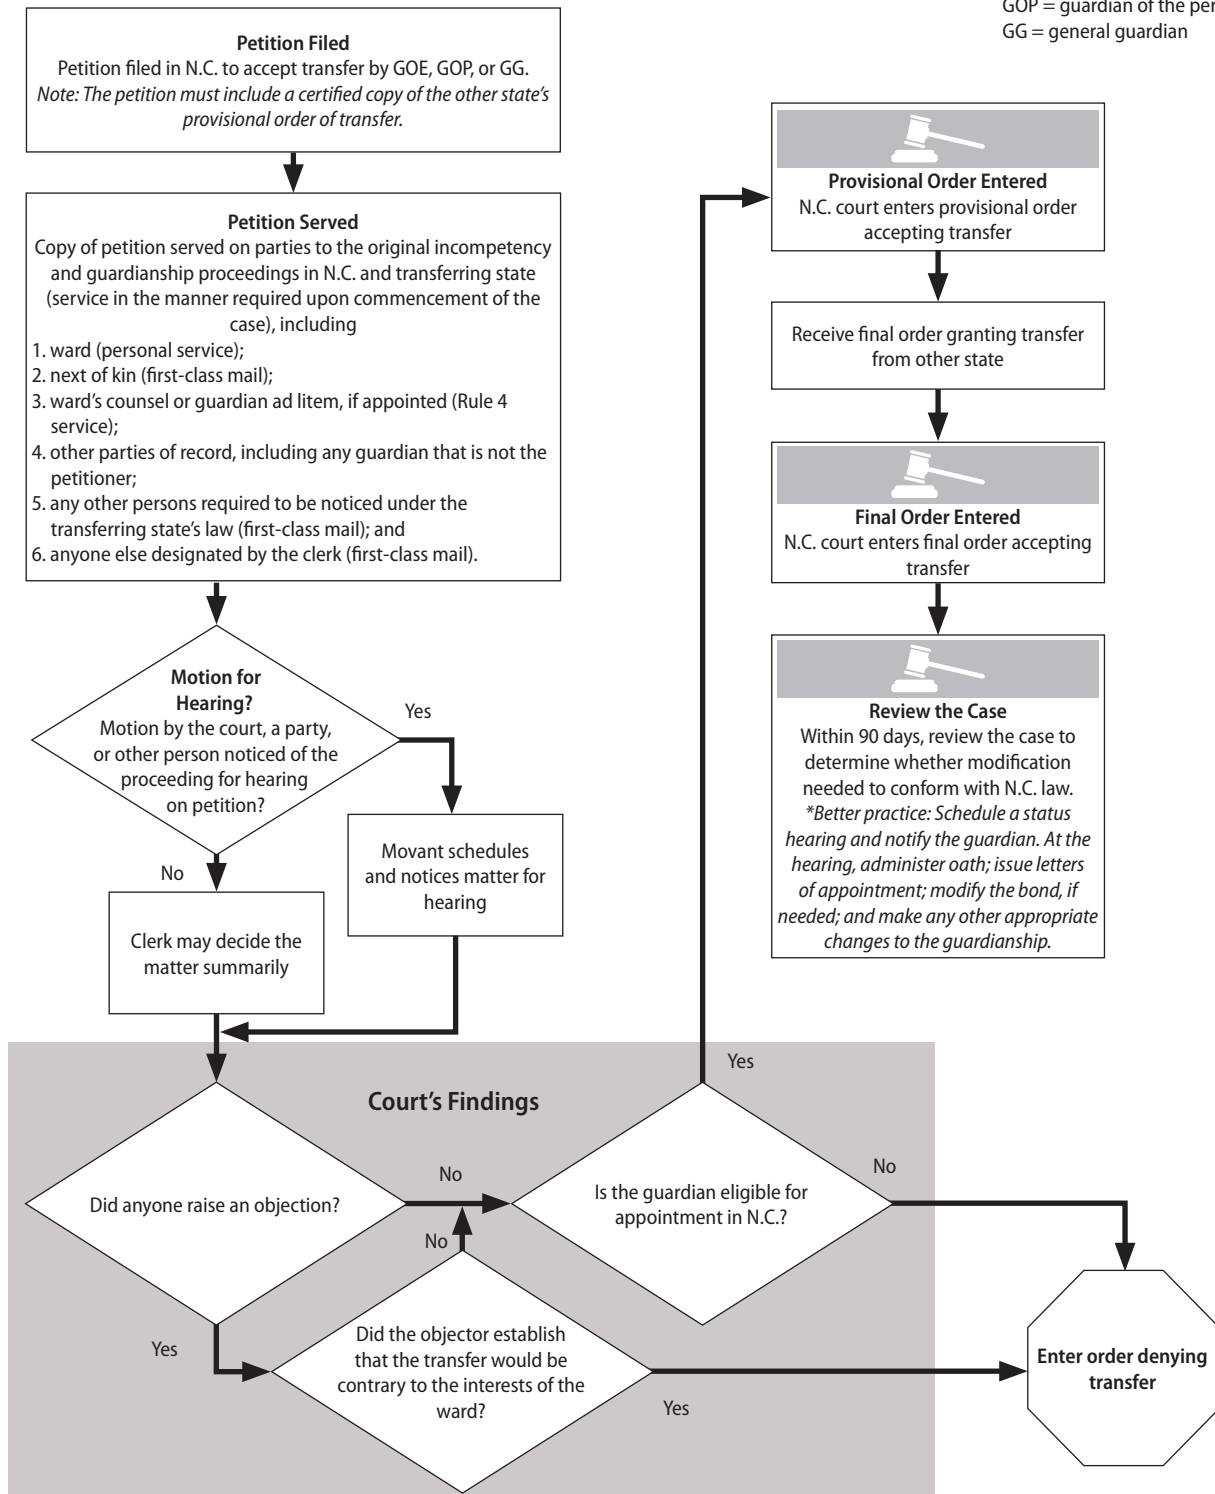 GOP = guardian of the
GG = general guardian
Petition Filed
Petition filed in N.C. to accept transfer by GOE, GOP, or GG.
Note: The petition must include a certified copy of the other state's
provisional order of transfer.
Petition Served
Copy of petition served on parties to the original incompetency
and guardianship proceedings in N.C. and transferring state
(service in the manner required upon commencement of the
case), including
1. ward (personal service);
2. next of kin (first-class mail);
3. ward's counsel or guardian ad litem, if appointed (Rule 4
service);
4. other parties of record, including any guardian that is not the
petitioner;
5. any other persons required to be noticed under the
transferring state's law (first-class mail); and
6. anyone else designated by the clerk (first-class mail).
Motion for
Hearing?
Motion by the court, a party,
or other person noticed of the
proceeding for hearing
on petition?
Yes
No
Movant schedules
and notices matter for
hearing
Clerk may decide the
matter summarily
Provisional Order Entered
N.C. court enters provisional order
accepting transfer
Receive final order granting transfer
from other state
Final Order Entered
N.C. court enters final order accepting
transfer
Review the Case
Within 90 days, review the case to
determine whether modification
needed to conform with N.C. law.
*Better practice: Schedule a status
hearing and notify the guardian. At the
hearing, administer oath; issue letters
of appointment; modify the bond, if
needed; and make any other appropriate
changes to the guardianship.
Court's Findings
Did anyone raise an objection?
No
Yes
Did the objector establish
that the transfer would be
contrary to the interests of the
ward?
No
Yes
Is the guardian eligible for
appointment in N.C.?
Yes
No
Enter order denying
transfer